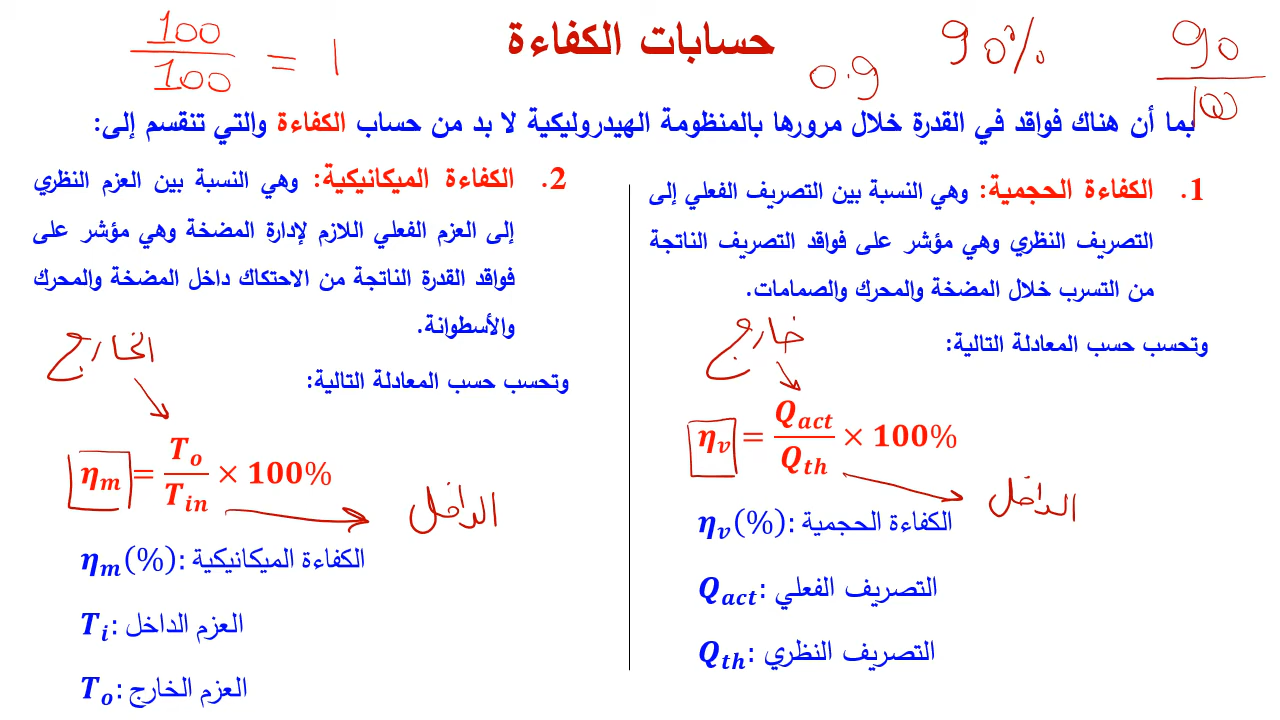 حسابات الكفاءة
90/100
90%
0.9
100/100 = 1
بما أن هناك فواقد في القدرة خلال مرورها بالمنظومة الهيدروليكية لا بد من حساب الكفاءة والتي تنقسم إلى:
1. الكفاءة الحجمية: وهي النسبة بين التصريف الفعلي إلى
التصريف النظري وهي مؤشر على فواقد التصريف الناتجة
من التسرب خلال المضخة والمحرك والصمامات.
وتحسب حسب المعادلة التالية:
خارج
η_v = Q_act/Q_th × 100%
الداخل
η_v(%): الكفاءة الحجمية
Q_act: التصريف الفعلي
Q_th: التصريف النظري
2. الكفاءة الميكانيكية: وهي النسبة بين العزم النظري
إلى العزم الفعلي اللازم لإدارة المضخة وهي مؤشر على
فواقد القدرة الناتجة من الاحتكاك داخل المضخة والمحرك
والأسطوانة.
وتحسب حسب المعادلة التالية:
الخارج
η_m = T_o/T_in × 100%
الداخل
η_m(%): الكفاءة الميكانيكية
T_i: العزم الداخل
T_o: العزم الخارج